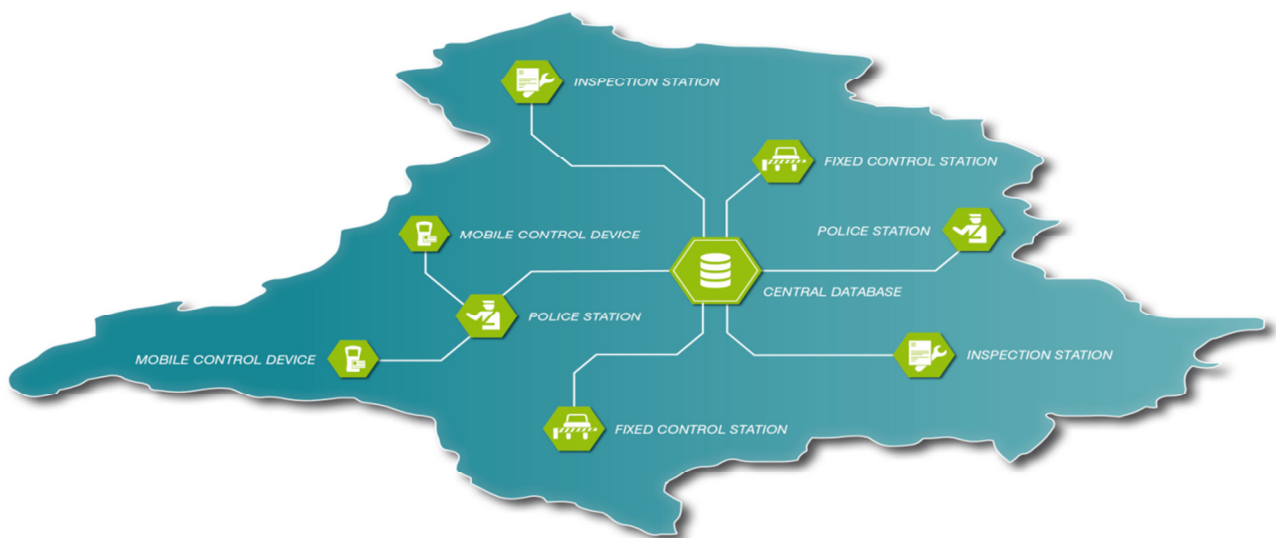 INSPECTION STATION
FIXED CONTROL STATION
POLICE STATION
MOBILE CONTROL DEVICE
CENTRAL DATABASE
POLICE STATION
MOBILE CONTROL DEVICE
INSPECTION STATION
FIXED CONTROL STATION